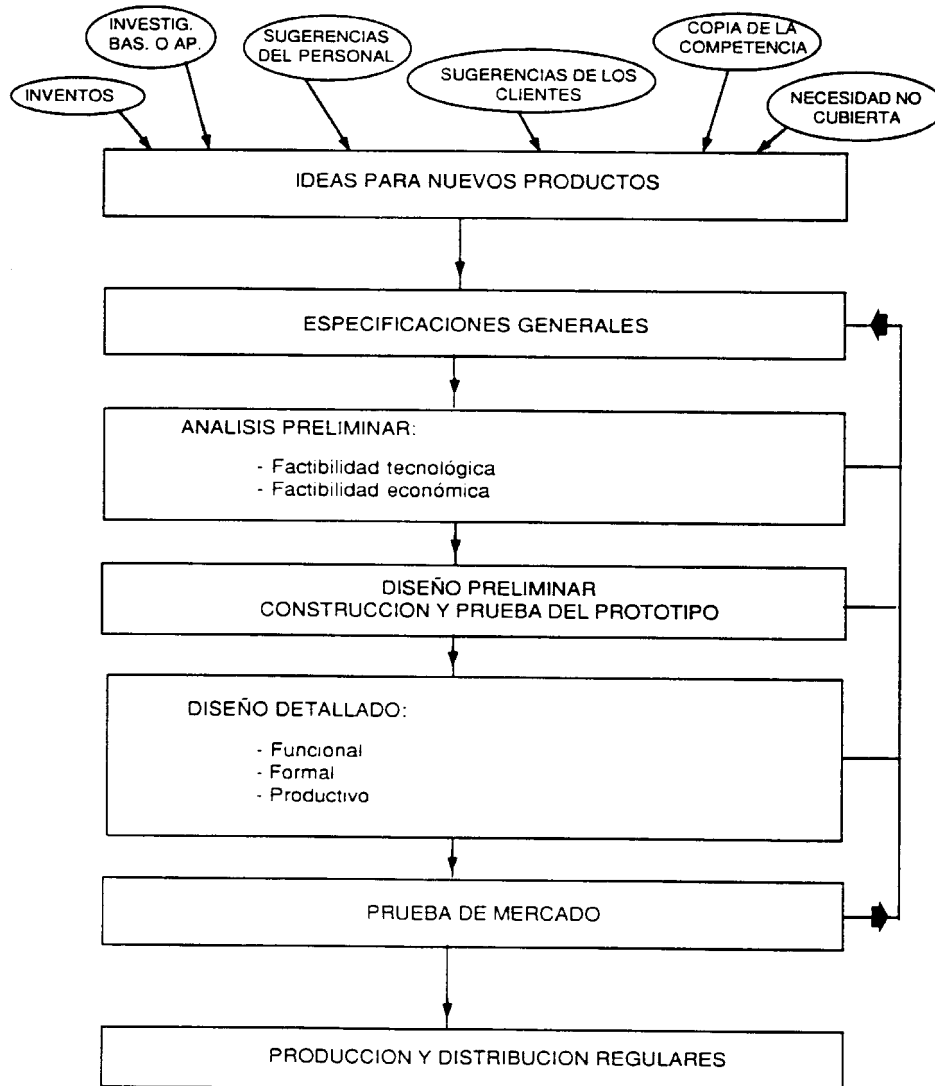 INVESTIG.
BAS. O AP.
SUGERENCIAS
DEL PERSONAL
COPIA DE LA
COMPETENCIA
INVENTOS
SUGERENCIAS DE LOS
CLIENTES
NECESIDAD NO
CUBIERTA
IDEAS PARA NUEVOS PRODUCTOS
ESPECIFICACIONES GENERALES
ANALISIS PRELIMINAR:
- Factibilidad tecnológica
- Factibilidad económica
DISEÑO PRELIMINAR
CONSTRUCCION Y PRUEBA DEL PROTOTIPO
DISEÑO DETALLADO:
- Funcional
- Formal
- Productivo
PRUEBA DE MERCADO
PRODUCCION Y DISTRIBUCION REGULARES